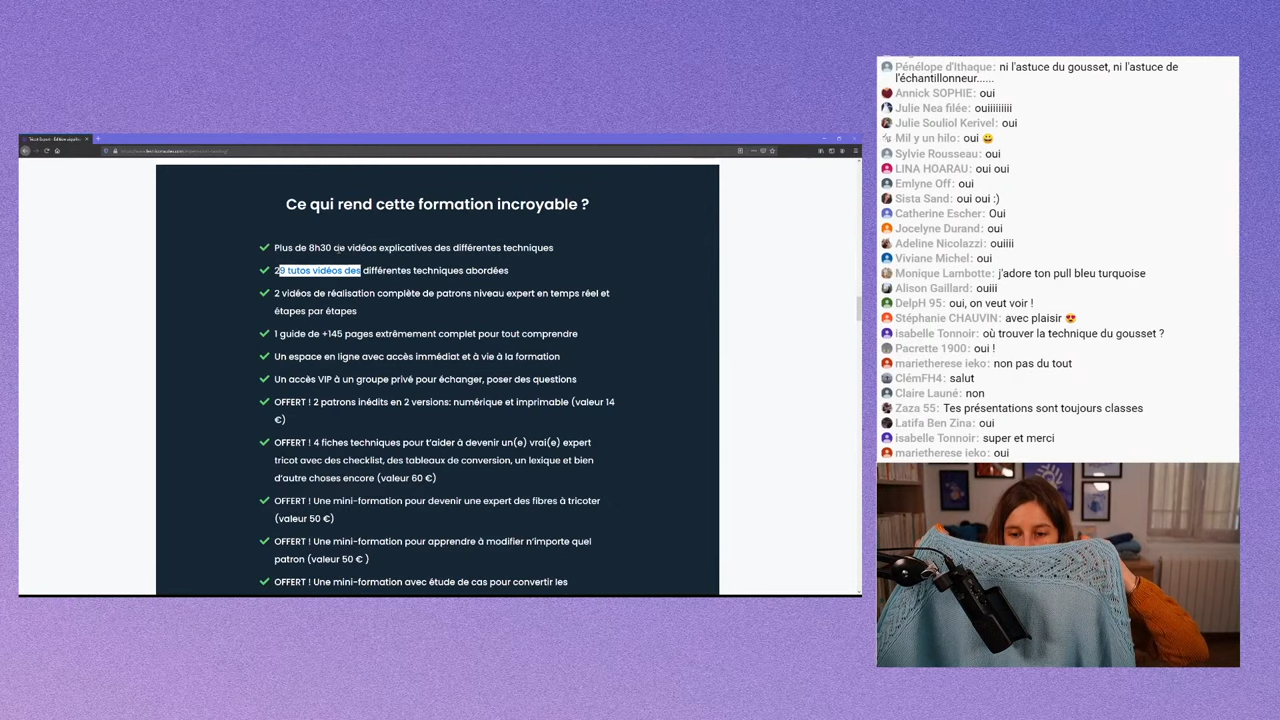 Ce qui rend cette formation incroyable ?
Plus de 8h30 de vidéos explicatives des différentes techniques
29 tutos vidéos des différentes techniques abordées
2 vidéos de réalisation complète de patrons niveau expert en temps réel et
étapes par étapes
1 guide de +145 pages extrêmement complet pour tout comprendre
Un espace en ligne avec accès immédiat et à vie à la formation
Un accès VIP à un groupe privé pour échanger, poser des questions
OFFERT ! 2 patrons inédits en 2 versions: numérique et imprimable (valeur 14
€)
OFFERT ! 4 fiches techniques pour t'aider à devenir un(e) vrai(e) expert
tricot avec des checklist, des tableaux de conversion, un lexique et bien
d'autre choses encore (valeur 60 €)
OFFERT ! Une mini-formation pour devenir une expert des fibres à tricoter
(valeur 50 €)
OFFERT ! Une mini-formation pour apprendre à modifier n'importe quel
patron (valeur 50 € )
OFFERT ! Une mini-formation avec étude de cas pour convertir les
Pénélope d'Ithaque: ni l'astuce du gousset, ni l'astuce de
l'échantillonneur......
Annick SOPHIE: oui
Julie Nea filée: ouiiiiiiiii
Julie Souliol Kerivel: oui
Mil y un hilo: oui 😀
Sylvie Rousseau: oui
LINA HOARAU: oui oui
Emlyne Off: oui
Sista Sand: oui oui :)
Catherine Escher: Oui
Jocelyne Durand: oui
Adeline Nicolazzi: ouiiii
Viviane Michel: oui
Monique Lambotte: j'adore ton pull bleu turquoise
Alison Gaillard: ouiii
DelpH 95: oui, on veut voir !
Stéphanie CHAUVIN: avec plaisir 😍
isabelle Tonnoir: où trouver la technique du gousset ?
Pacrette 1900: oui !
marietherese ieko: non pas du tout
ClémFH4: salut
Claire Launé: non
Zaza 55: Tes présentations sont toujours classes
Latifa Ben Zina: oui
isabelle Tonnoir: super et merci
marietherese ieko: oui